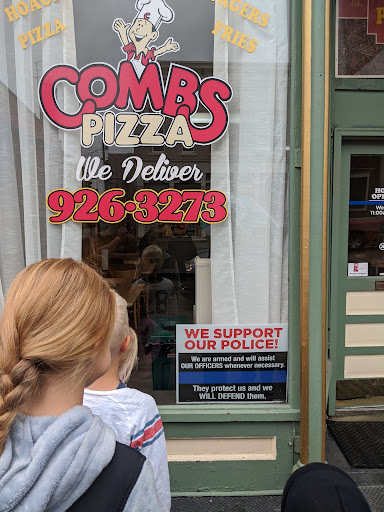 PIZZA
FRIES
COMBS
PIZZA
We Deliver
926-3273
WE SUPPORT
OUR POLICE!
We are armed and will assist
OUR OFFICERS whenever necessary.
They protect us and we
WILL DEFEND them.